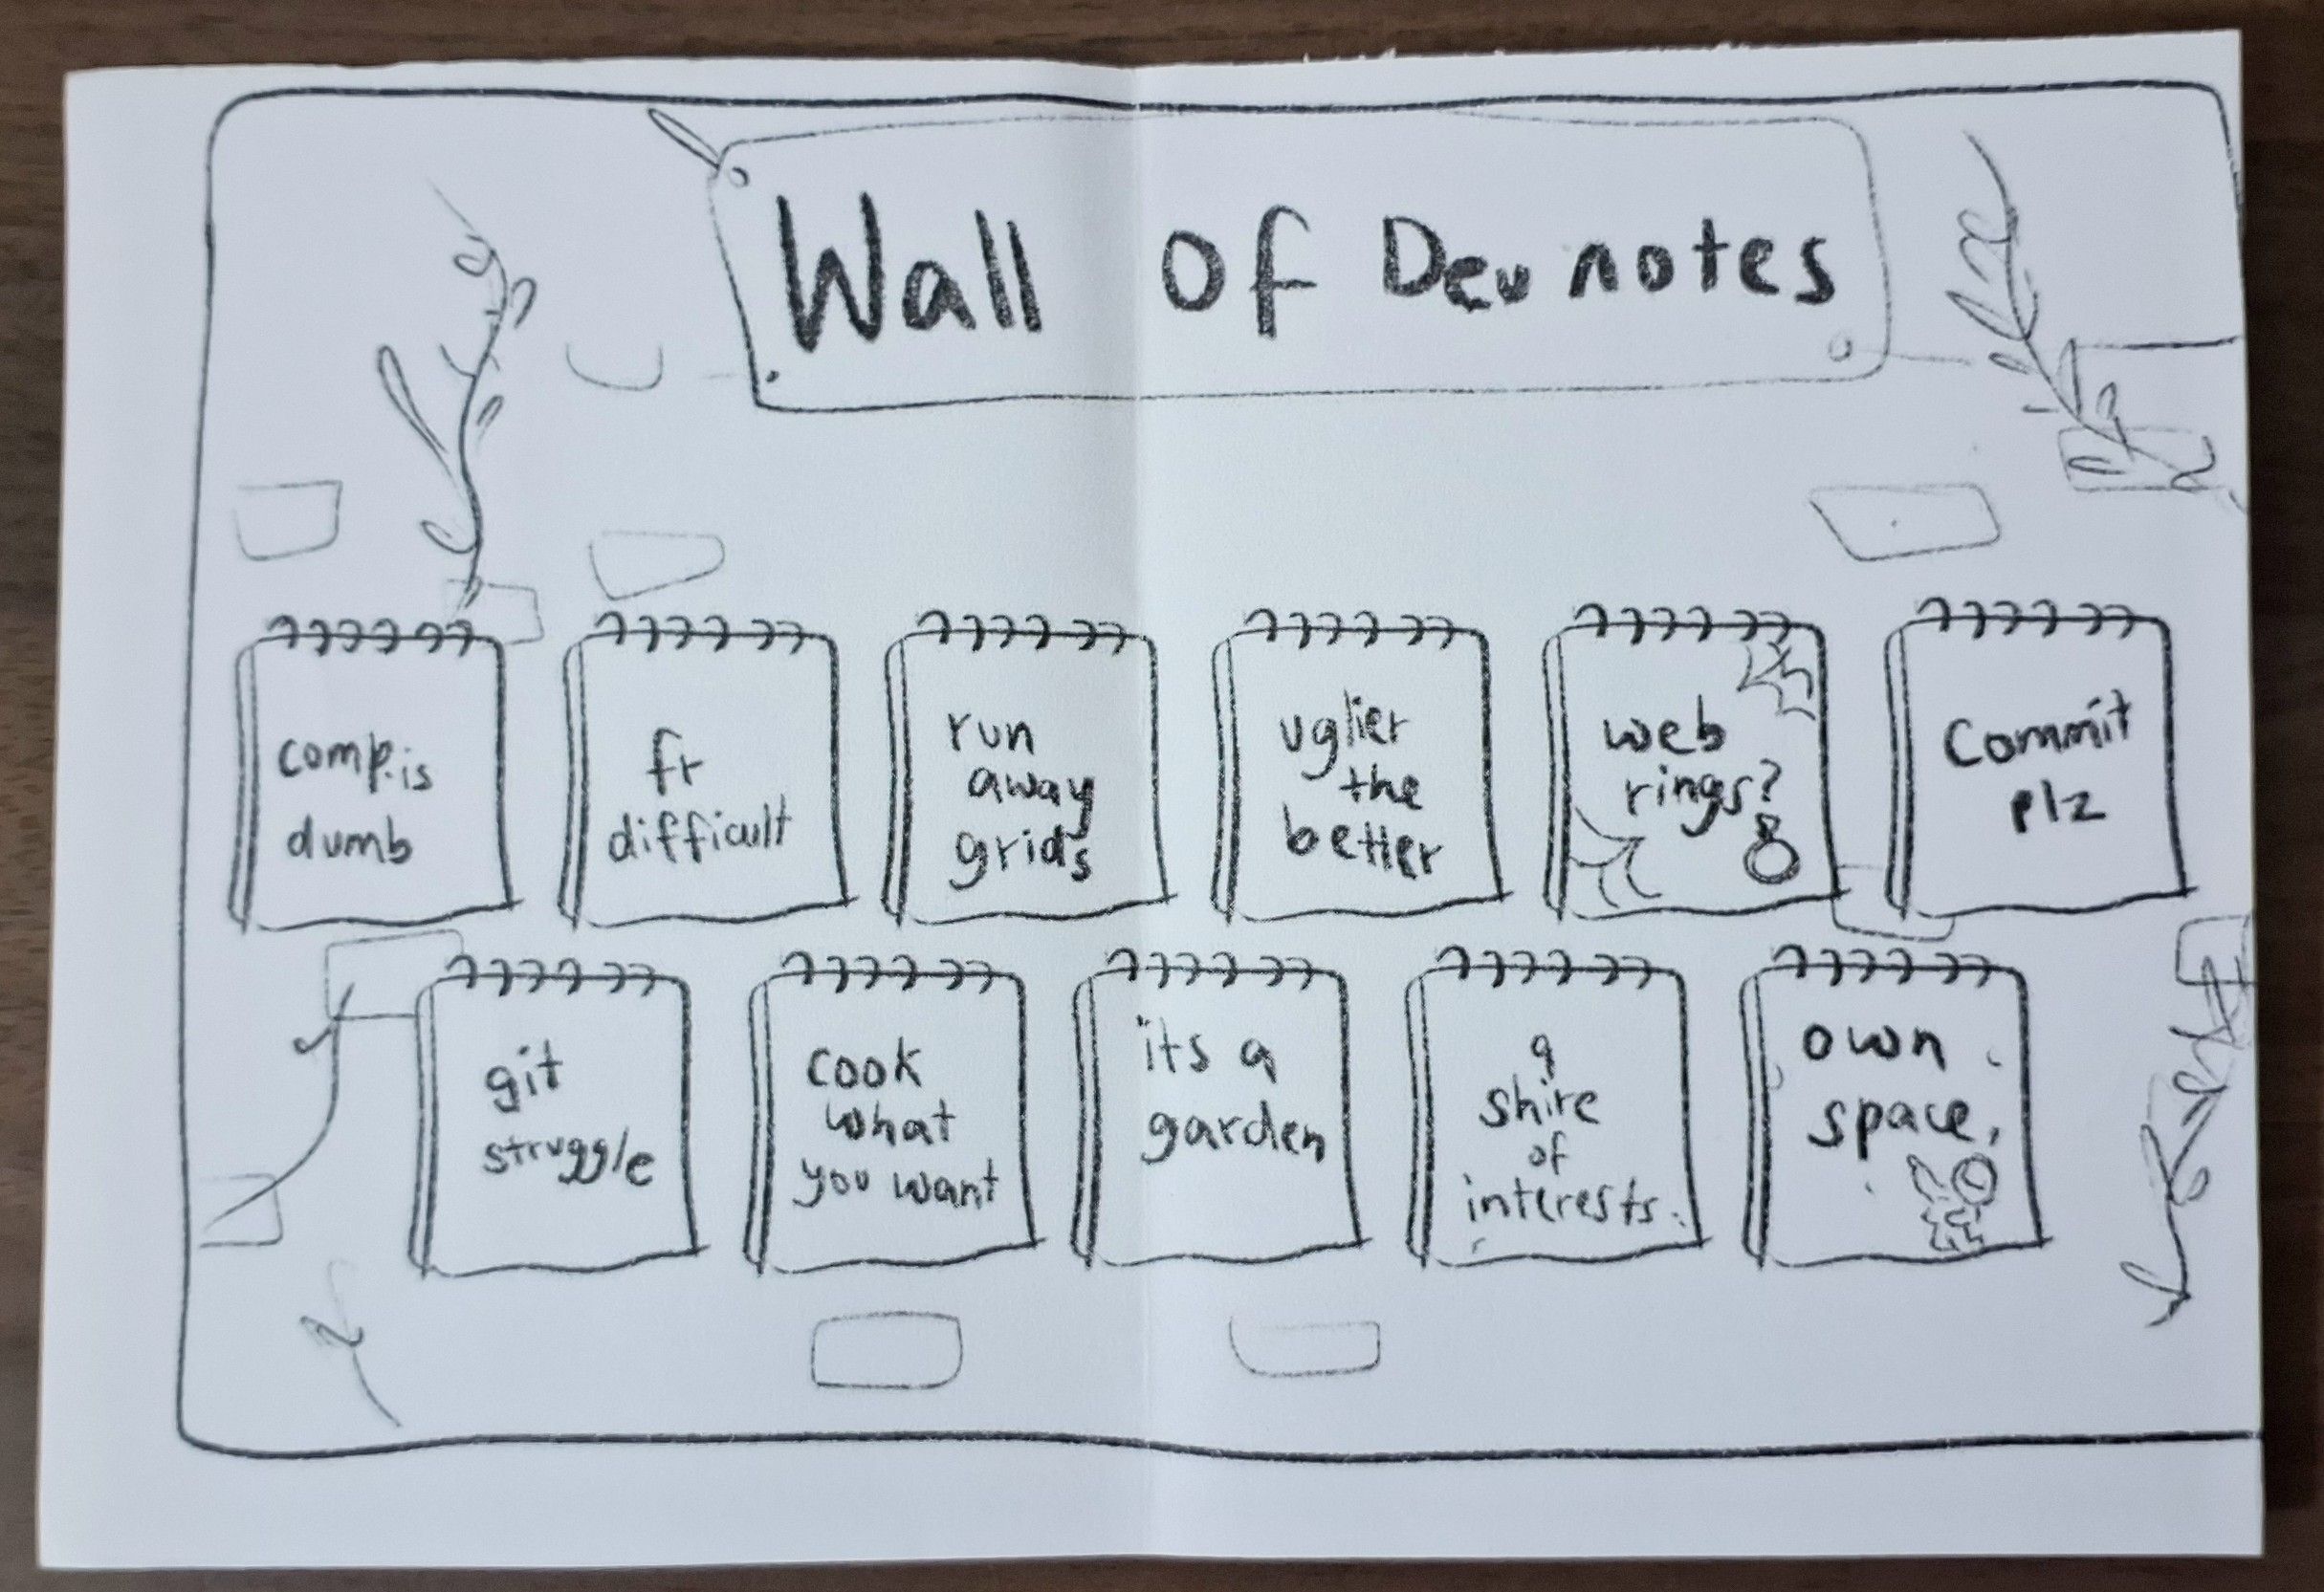 Wall Of Dev notes
comp. is
dumb
fr
difficult
run
away
grids
uglier
the
better
web
rings?
Commit
plz
git
struggle
cook
what
you want
its a
garden
a
shire
of
interests.
own
space.